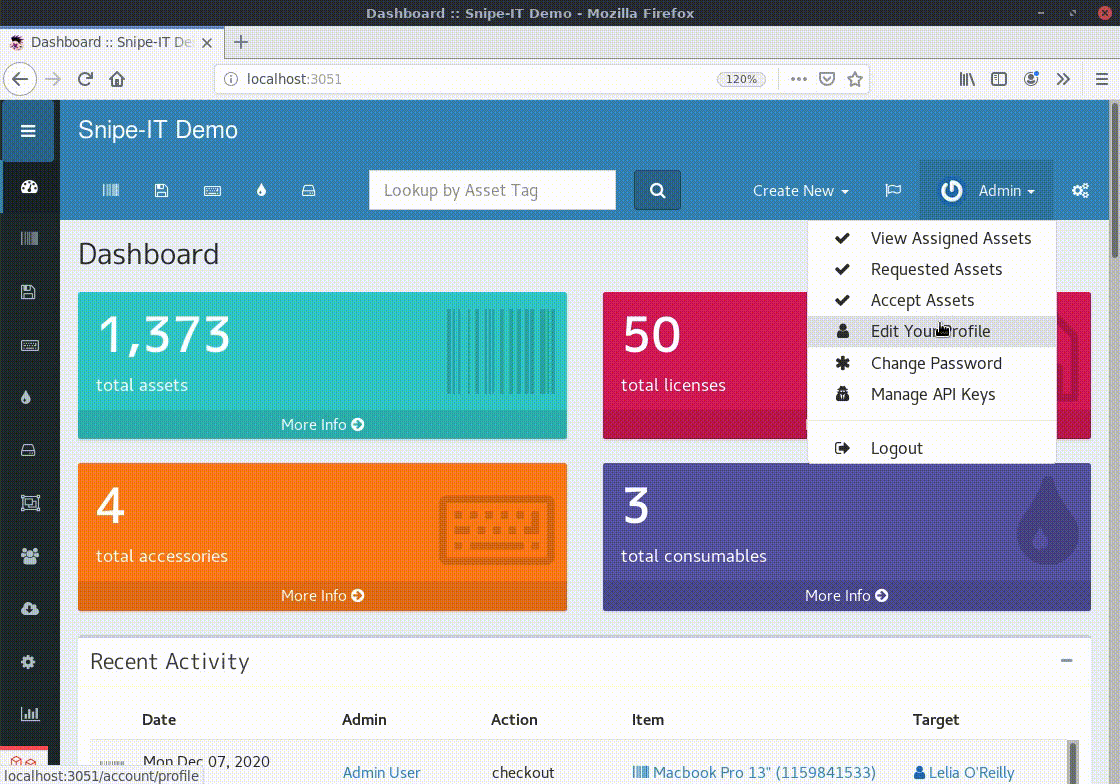 Dashboard :: Snipe-IT Demo - Mozilla Firefox
Dashboard :: Snipe-IT De
localhost:3051
120%
Snipe-IT Demo
Lookup by Asset Tag
Create New
Admin
Dashboard
View Assigned Assets
Requested Assets
Accept Assets
Edit Your Profile
Change Password
Manage API Keys
Logout
1,373
total assets
More Info
50
total licenses
4
total accessories
More Info
3
total consumables
More Info
Recent Activity
Date Admin Action Item Target
Mon Dec 07, 2020
Admin User checkout Macbook Pro 13" (1159841533) Lelia O'Reilly
localhost:3051/account/profile